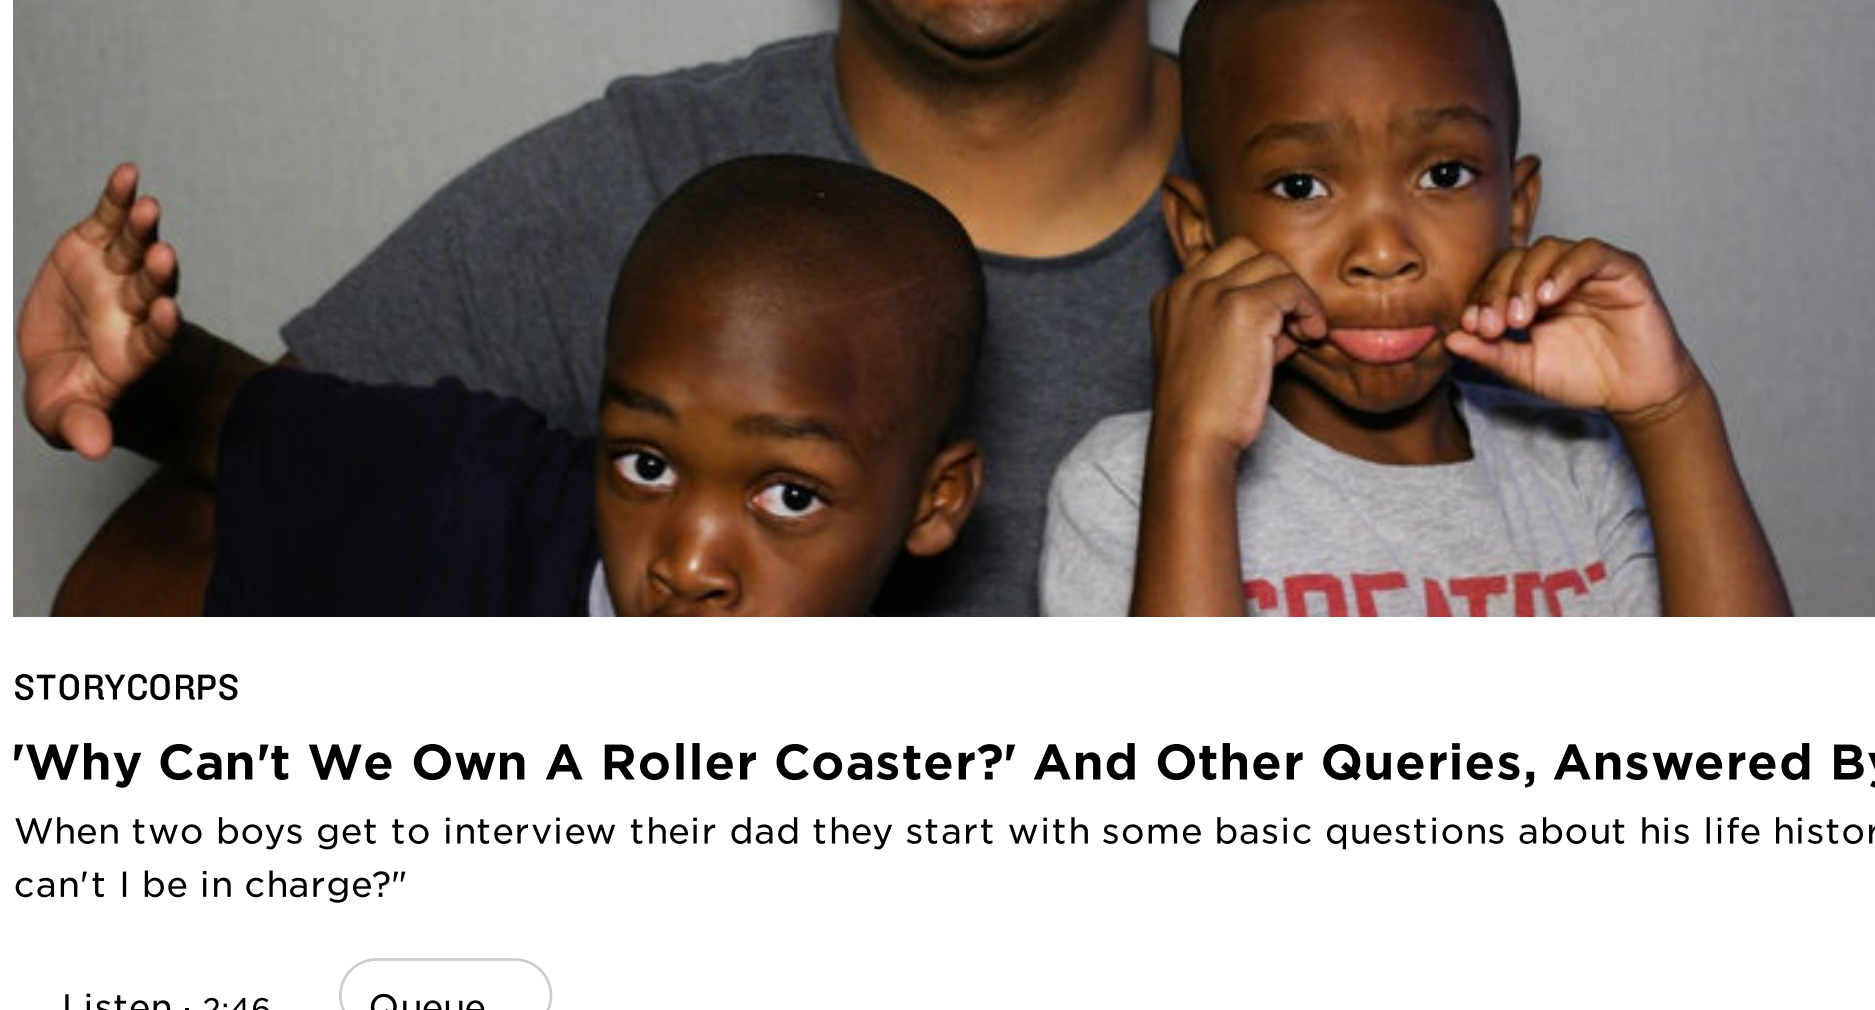 STORYCORPS
'Why Can't We Own A Roller Coaster?' And Other Queries, Answered By
When two boys get to interview their dad they start with some basic questions about his life histor
can't I be in charge?"
Listen · 2:46 Queue